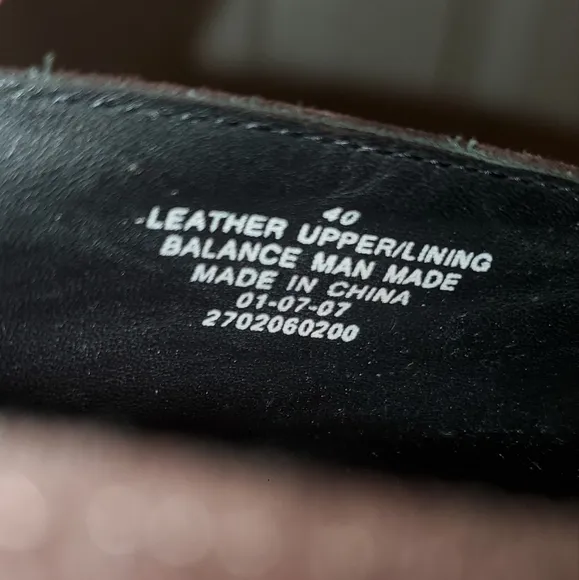 40
LEATHER UPPER/LINING
BALANCE MAN MADE
MADE IN CHINA
01-07-07
2702060200